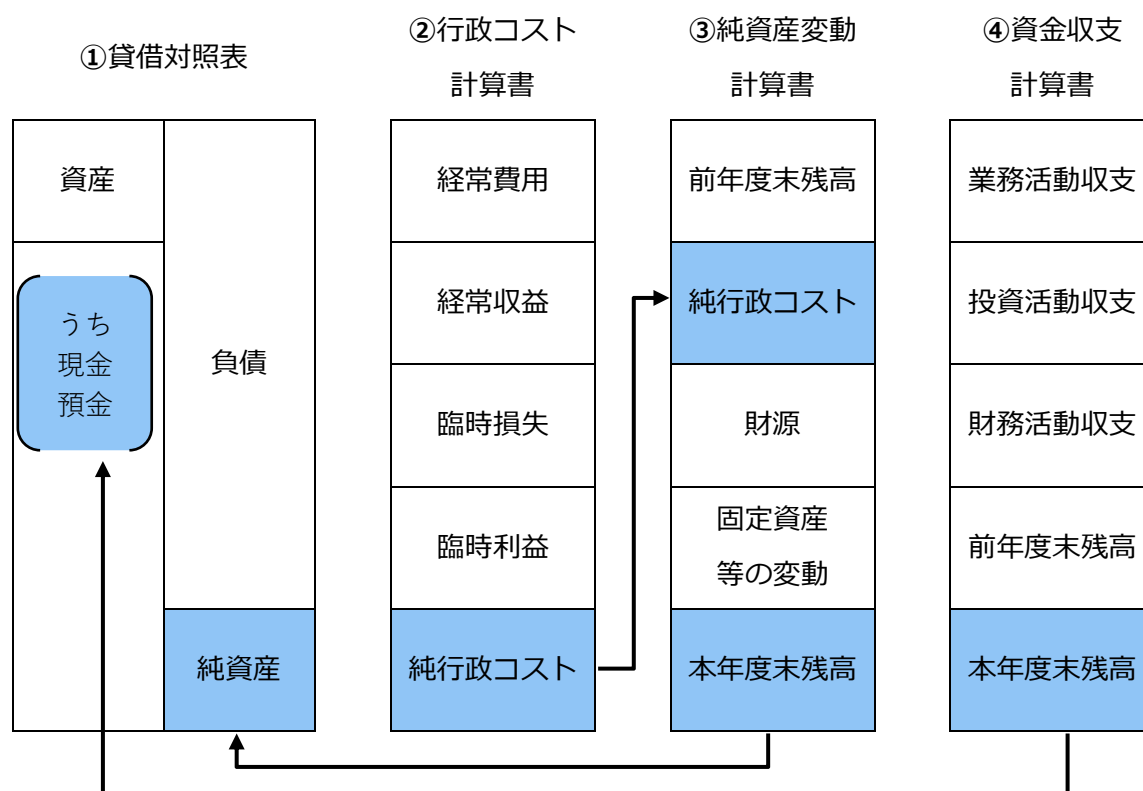 ①貸借対照表
資産
うち
現金
預金
負債
純資産
②行政コスト
計算書
経常費用
経常収益
臨時損失
臨時利益
純行政コスト
③純資産変動
計算書
前年度末残高
純行政コスト
財源
固定資産
等の変動
本年度末残高
④資金収支
計算書
業務活動収支
投資活動収支
財務活動収支
前年度末残高
本年度末残高